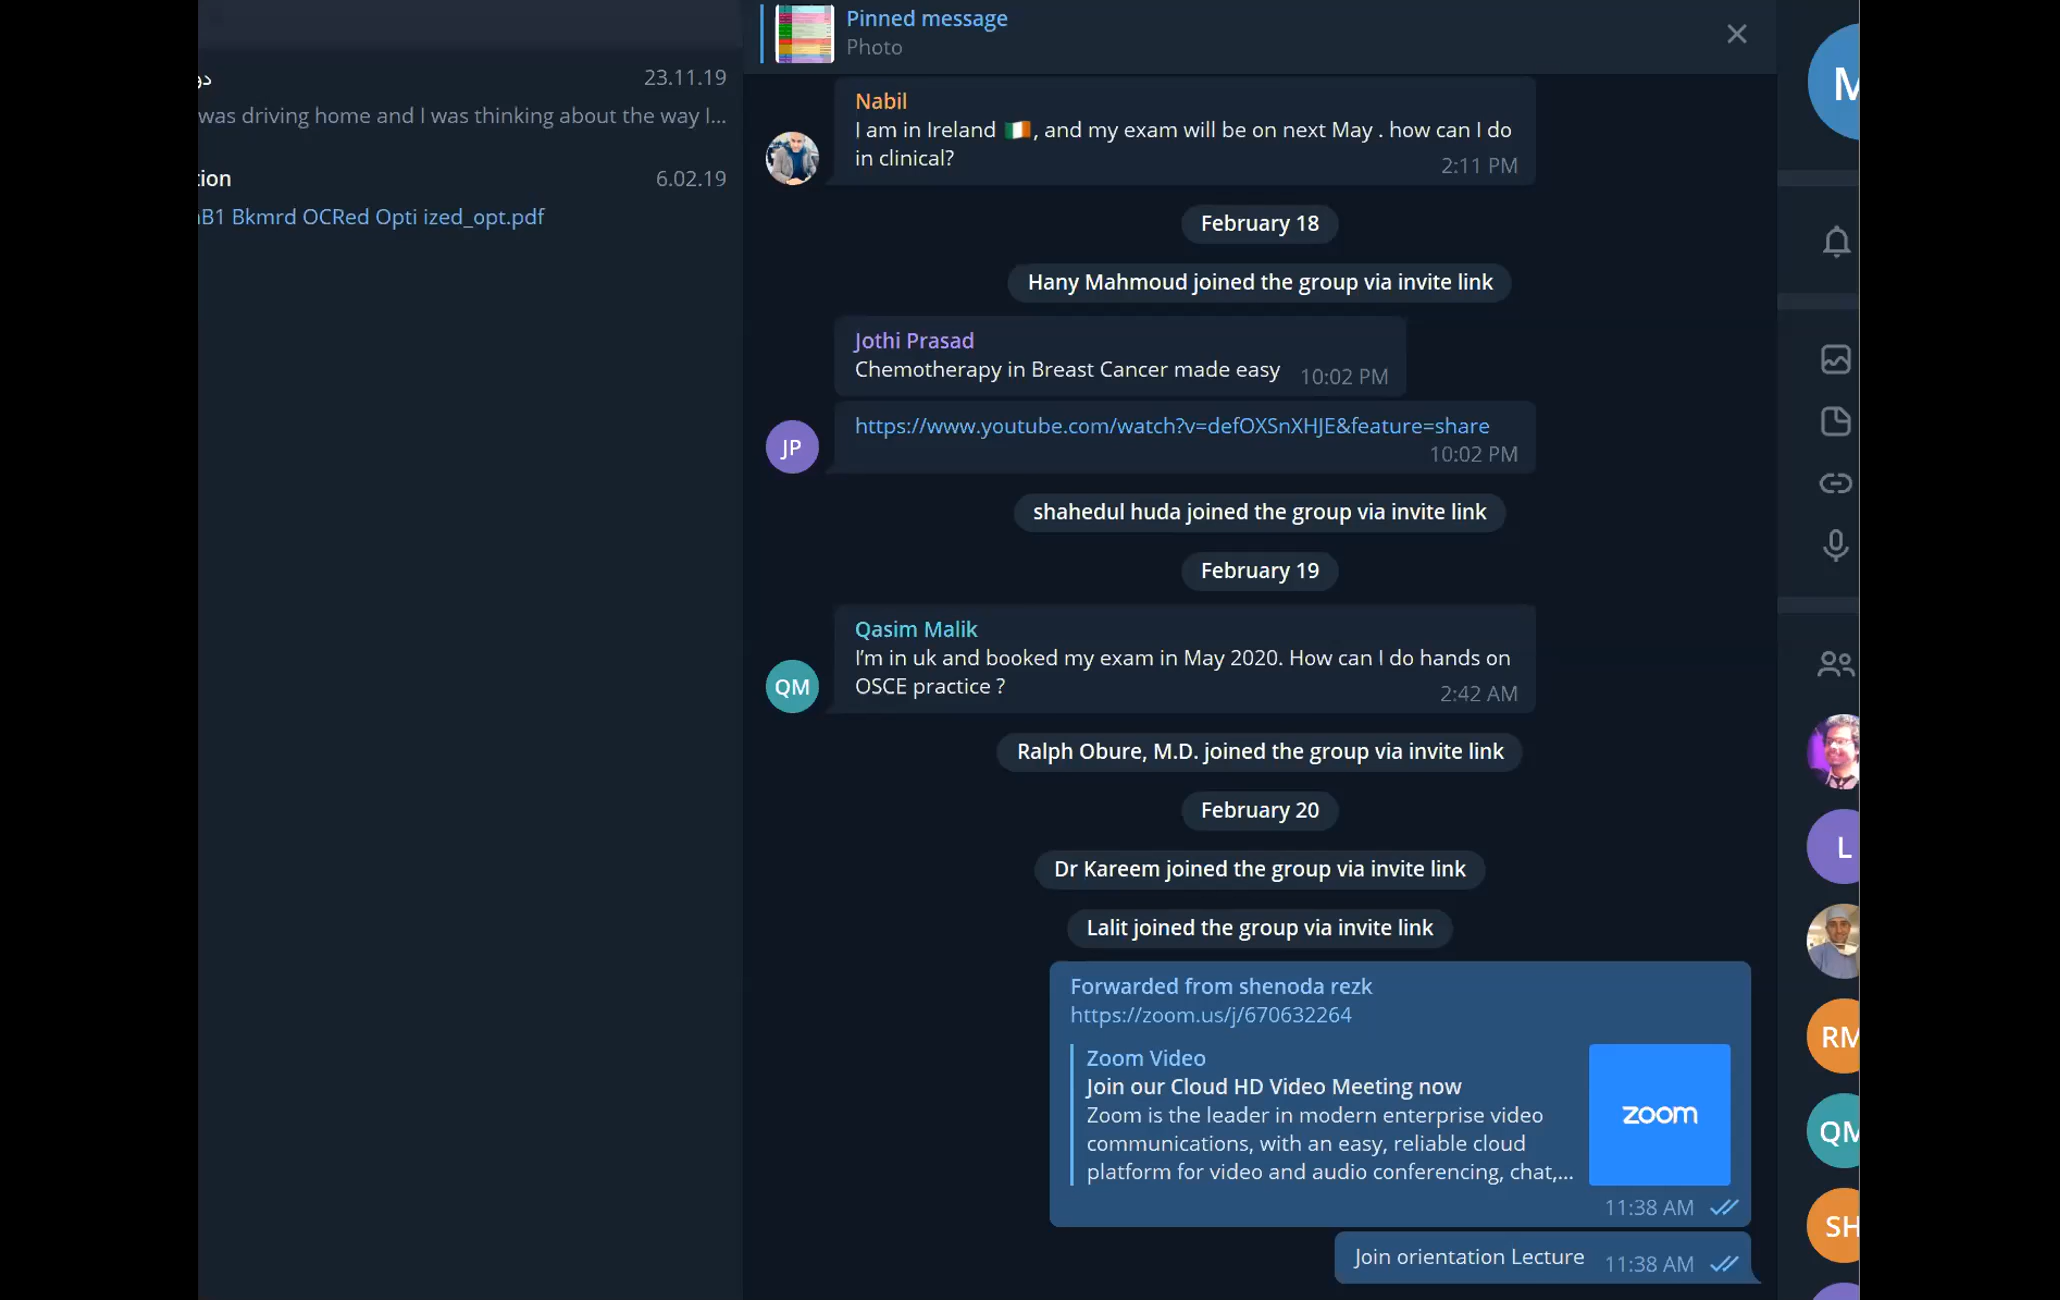 دو
23.11.19
was driving home and I was thinking about the way I...
tion
6.02.19
B1 Bkmrd OCRed Opti ized_opt.pdf
Pinned message
Photo
Nabil
I am in Ireland 🇮🇪, and my exam will be on next May . how can I do
in clinical?
2:11 PM
February 18
Hany Mahmoud joined the group via invite link
Jothi Prasad
Chemotherapy in Breast Cancer made easy 10:02 PM
https://www.youtube.com/watch?v=defOXSnXHJE&feature=share
10:02 PM
JP
shahedul huda joined the group via invite link
February 19
Qasim Malik
I'm in uk and booked my exam in May 2020. How can I do hands on
OSCE practice ?
2:42 AM
QM
Ralph Obure, M.D. joined the group via invite link
February 20
Dr Kareem joined the group via invite link
Lalit joined the group via invite link
Forwarded from shenoda rezk
https://zoom.us/j/670632264
Zoom Video
Join our Cloud HD Video Meeting now
Zoom is the leader in modern enterprise video
communications, with an easy, reliable cloud
platform for video and audio conferencing, chat,...
zoom
11:38 AM
Join orientation Lecture 11:38 AM
M
L
RM
QM
SH